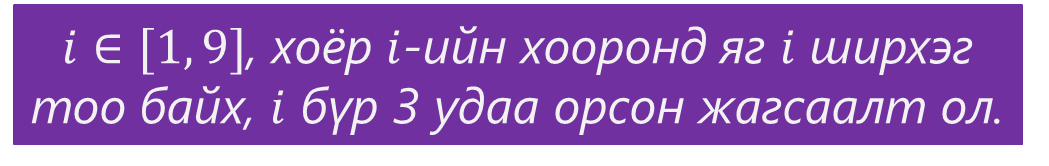 i ∈ [1, 9], хоёр i-ийн хооронд яг i ширхэг
тоо байх, i бүр 3 удаа орсон жагсаалт ол.